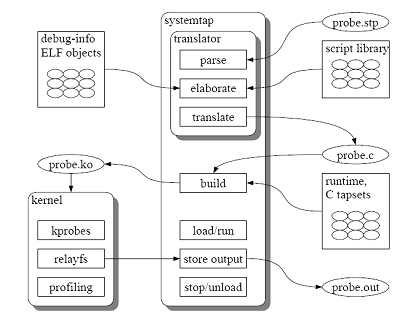 systemtap
debug-info
ELF objects
translator
parse
elaborate
translate
probe.stp
script library
probe.c
probe.ko
build
runtime,
C tapsets
kernel
kprobes
relayfs
profiling
load/run
store output
stop/unload
probe.out